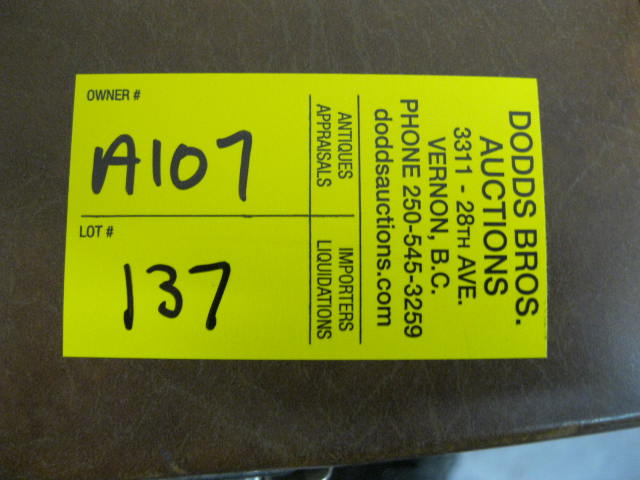 DODDS BROS.
AUCTIONS
3311 - 28TH AVE.
VERNON, B.C.
PHONE 250-545-3259
doddsauctions.com
ANTIQUES
APPRAISALS
IMPORTERS
LIQUIDATIONS
OWNER #
A107
LOT #
137